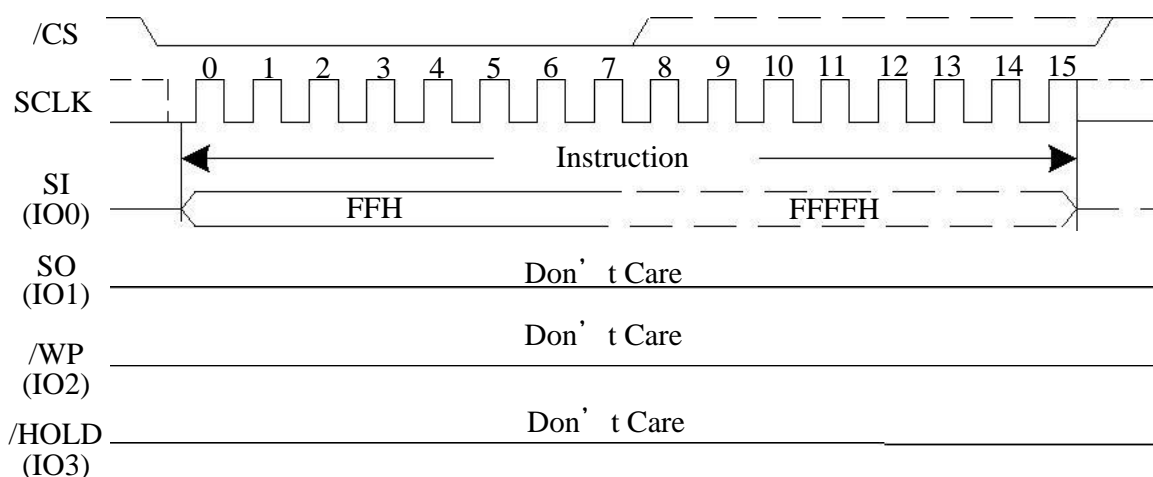 /CS
0 1 2 3 4 5 6 7 8 9 10 11 12 13 14 15
SCLK
Instruction
SI
(IO0)
FFH FFFFH
SO
(IO1)
Don’t Care
/WP
(IO2)
Don’t Care
/HOLD
(IO3)
Don’t Care